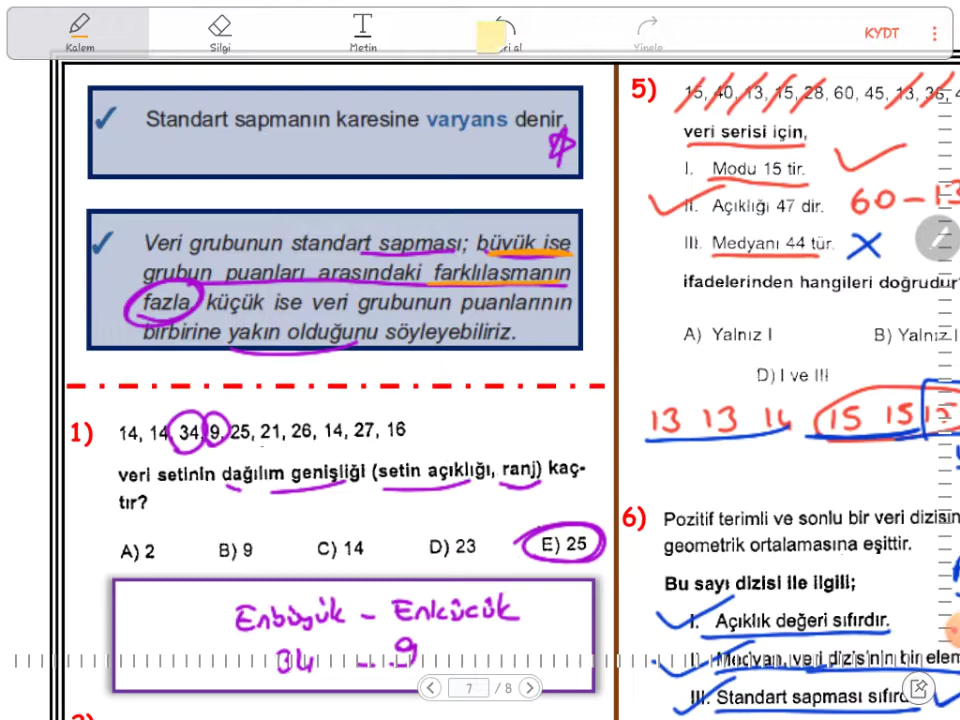 Kalem
Silgi
Metin
eri al
Yinele
KYDT
✓ Standart sapmanın karesine varyans denir.
✓ Veri grubunun standart sapması; büyük ise
grubun puanları arasındaki farklılaşmanın
fazla, küçük ise veri grubunun puanlarının
birbirine yakın olduğunu söyleyebiliriz.
1)
14, 14, 34, 9, 25, 21, 26, 14, 27, 16
veri setinin dağılım genişliği (setin açıklığı, ranj) kaç-
tır?
A) 2 B) 9 C) 14 D) 23 E) 25
Enbüyük - Enkücük
34 - 9
7 / 8
5)
15, 40, 13, 15, 28, 60, 45, 13, 36, 4
veri serisi için,
I. Modu 15 tir.
II. Açıklığı 47 dir. 60 - 13
III. Medyanı 44 tür.
ifadelerinden hangileri doğrudur?
A) Yalnız I B) Yalnız I
D) I ve III
13 13 14 15 15 15
6)
Pozitif terimli ve sonlu bir veri dizisin
geometrik ortalamasına eşittir.
Bu sayı dizisi ile ilgili;
I. Açıklık değeri sıfırdır.
II. Medyan, veri dizisinin bir elem
III. Standart sapması sıfırd